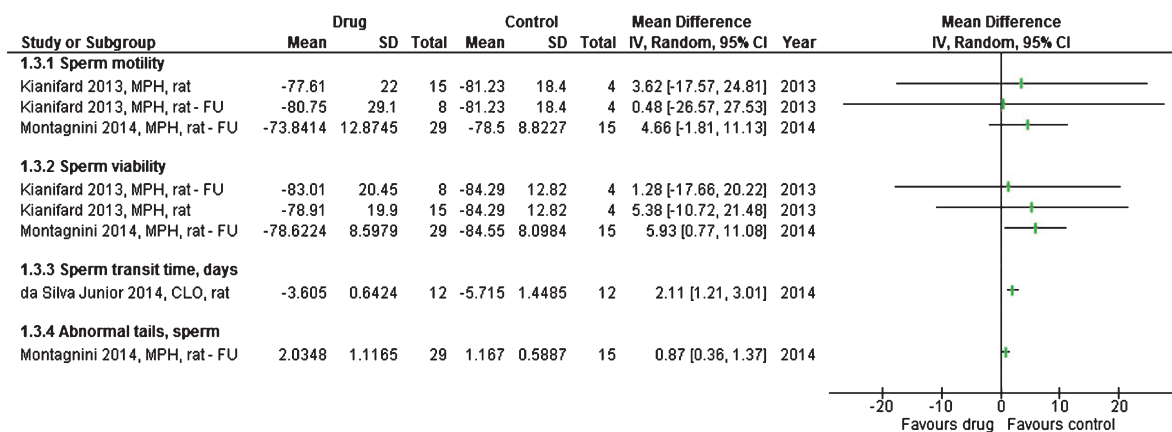 Drug Control Mean Difference Mean Difference
Study or Subgroup Mean SD Total Mean SD Total IV, Random, 95% CI Year IV, Random, 95% CI
1.3.1 Sperm motility
Kianifard 2013, MPH, rat -77.61 22 15 -81.23 18.4 4 3.62 [-17.57, 24.81] 2013
Kianifard 2013, MPH, rat - FU -80.75 29.1 8 -81.23 18.4 4 0.48 [-26.57, 27.53] 2013
Montagnini 2014, MPH, rat - FU -73.8414 12.8745 29 -78.5 8.8227 15 4.66 [-1.81, 11.13] 2014
1.3.2 Sperm viability
Kianifard 2013, MPH, rat - FU -83.01 20.45 8 -84.29 12.82 4 1.28 [-17.66, 20.22] 2013
Kianifard 2013, MPH, rat -78.91 19.9 15 -84.29 12.82 4 5.38 [-10.72, 21.48] 2013
Montagnini 2014, MPH, rat - FU -78.6224 8.5979 29 -84.55 8.0984 15 5.93 [0.77, 11.08] 2014
1.3.3 Sperm transit time, days
da Silva Junior 2014, CLO, rat -3.605 0.6424 12 -5.715 1.4485 12 2.11 [1.21, 3.01] 2014
1.3.4 Abnormal tails, sperm
Montagnini 2014, MPH, rat - FU 2.0348 1.1165 29 1.167 0.5887 15 0.87 [0.36, 1.37] 2014
-20 -10 0 10 20
Favours drug Favours control